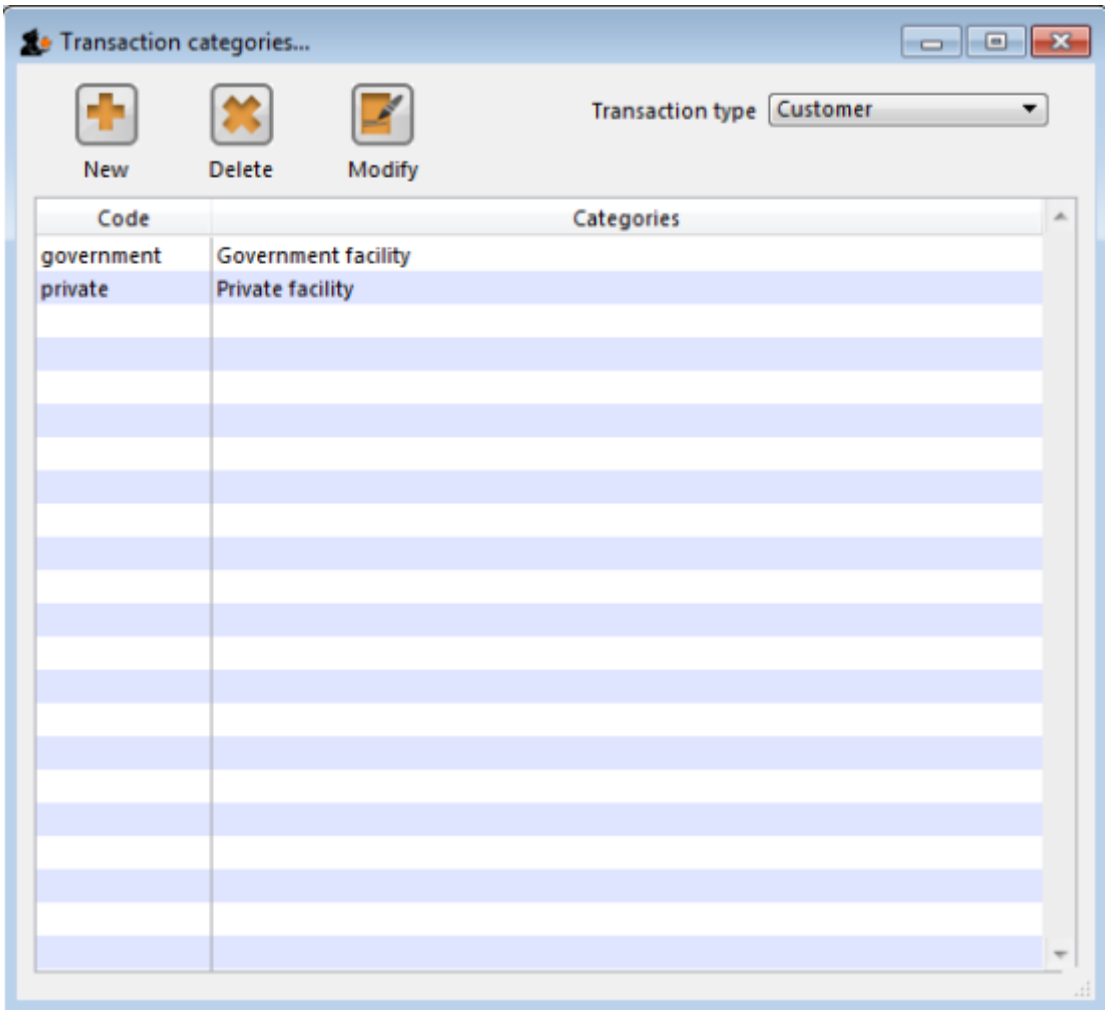 Transaction categories...
Transaction type Customer
New Delete Modify
Code Categories
government Government facility
private Private facility